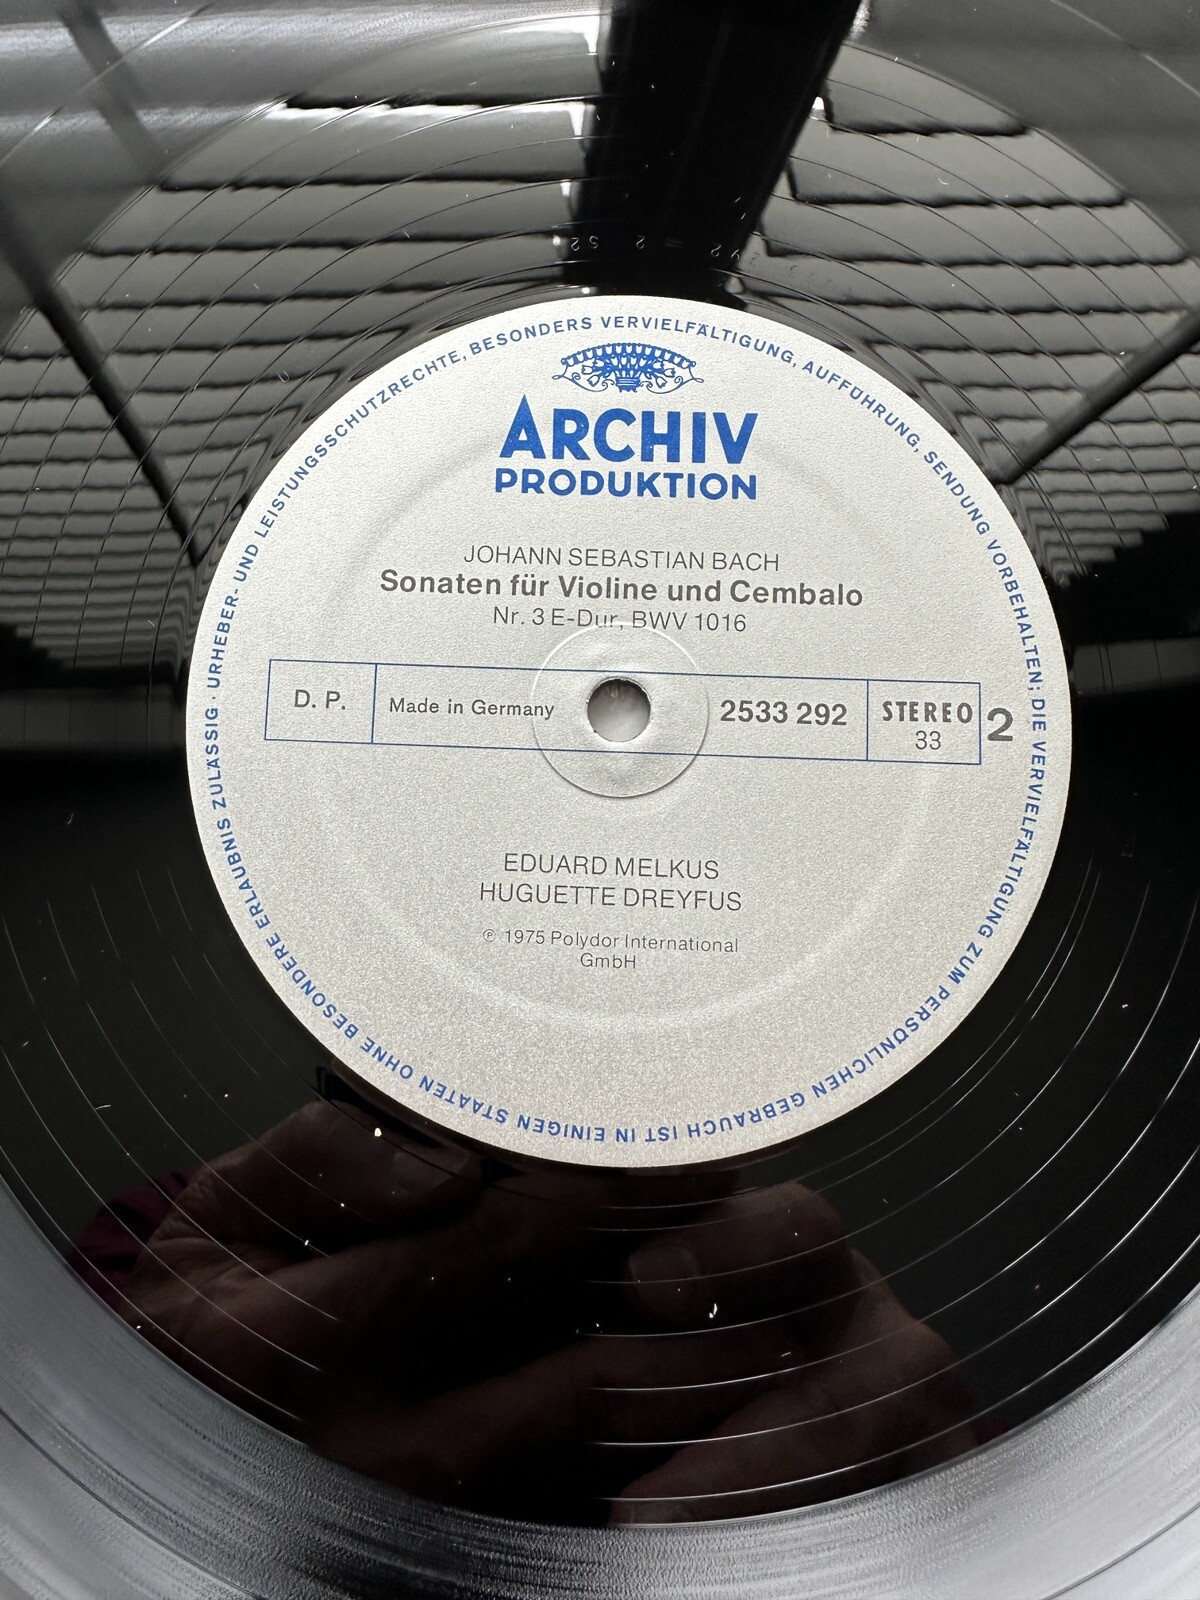 URHEBER- UND LEISTUNGSSCHUTZRECHTE, BESONDERS VERVIELFÄLTIGUNG, AUFFÜHRUNG, SENDUNG VORBEHALTEN; DIE VERVIELFÄLTIGUNG ZUM PERSÖNLICHEN GEBRAUCH IST IN EINIGEN STAATEN OHNE BESONDERE ERLAUBNIS ZULÄSSIG ·
ARCHIV
PRODUKTION
JOHANN SEBASTIAN BACH
Sonaten für Violine und Cembalo
Nr. 3 E-Dur, BWV 1016
D. P. Made in Germany 2533 292 STEREO 2
33
EDUARD MELKUS
HUGUETTE DREYFUS
℗ 1975 Polydor International
GmbH